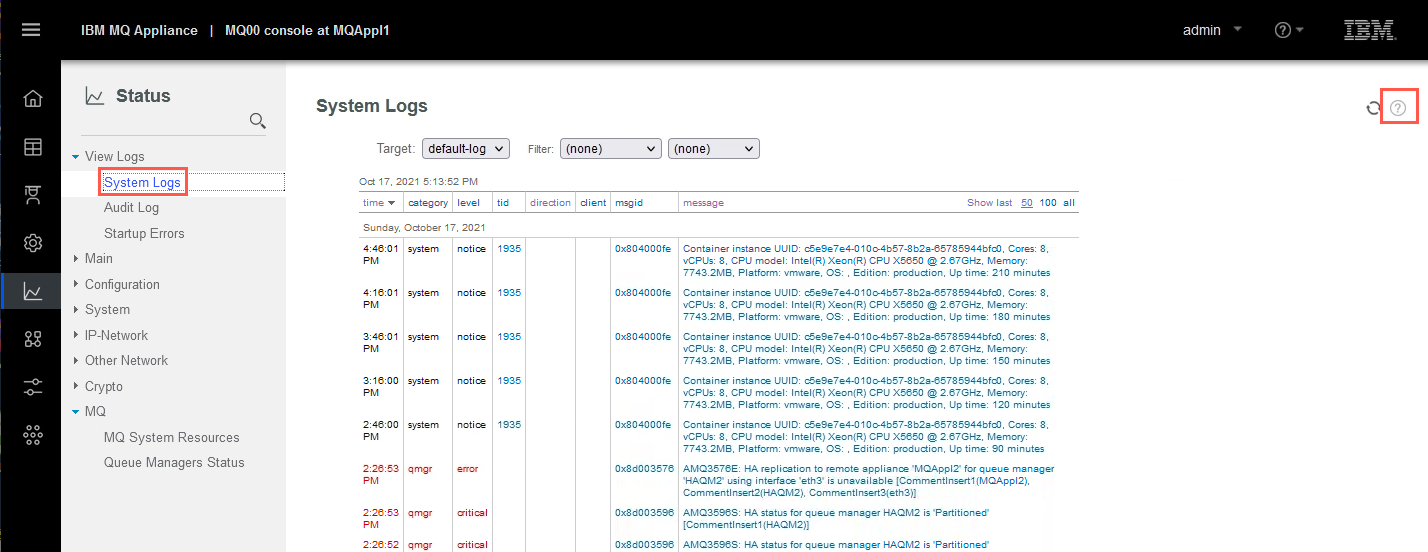 IBM MQ Appliance | MQ00 console at MQAppl1
admin
IBM
Status
View Logs
System Logs
Audit Log
Startup Errors
Main
Configuration
System
IP-Network
Other Network
Crypto
MQ
MQ System Resources
Queue Managers Status
System Logs
Target: default-log Filter: (none) (none)
Oct 17, 2021 5:13:52 PM
time category level tid direction client msgid message Show last 50 100 all
Sunday, October 17, 2021
4:46:01 system notice 1935 0x804000fe Container instance UUID: c5e9e7e4-010c-4b57-8b2a-65785944bfc0, Cores: 8,
PM vCPUs: 8, CPU model: Intel(R) Xeon(R) CPU X5650 @ 2.67GHz, Memory:
7743.2MB, Platform: vmware, OS: , Edition: production, Up time: 210 minutes
4:16:01 system notice 1935 0x804000fe Container instance UUID: c5e9e7e4-010c-4b57-8b2a-65785944bfc0, Cores: 8,
PM vCPUs: 8, CPU model: Intel(R) Xeon(R) CPU X5650 @ 2.67GHz, Memory:
7743.2MB, Platform: vmware, OS: , Edition: production, Up time: 180 minutes
3:46:01 system notice 1935 0x804000fe Container instance UUID: c5e9e7e4-010c-4b57-8b2a-65785944bfc0, Cores: 8,
PM vCPUs: 8, CPU model: Intel(R) Xeon(R) CPU X5650 @ 2.67GHz, Memory:
7743.2MB, Platform: vmware, OS: , Edition: production, Up time: 150 minutes
3:16:00 system notice 1935 0x804000fe Container instance UUID: c5e9e7e4-010c-4b57-8b2a-65785944bfc0, Cores: 8,
PM vCPUs: 8, CPU model: Intel(R) Xeon(R) CPU X5650 @ 2.67GHz, Memory:
7743.2MB, Platform: vmware, OS: , Edition: production, Up time: 120 minutes
2:46:00 system notice 1935 0x804000fe Container instance UUID: c5e9e7e4-010c-4b57-8b2a-65785944bfc0, Cores: 8,
PM vCPUs: 8, CPU model: Intel(R) Xeon(R) CPU X5650 @ 2.67GHz, Memory:
7743.2MB, Platform: vmware, OS: , Edition: production, Up time: 90 minutes
2:26:53 qmgr error 0x8d003576 AMQ3576E: HA replication to remote appliance 'MQAppl2' for queue manager
PM 'HAQM2' using interface 'eth3' is unavailable [CommentInsert1(MQAppl2),
CommentInsert2(HAQM2), CommentInsert3(eth3)]
2:26:53 qmgr critical 0x8d003596 AMQ3596S: HA status for queue manager HAQM2 is 'Partitioned'
PM [CommentInsert1(HAQM2)]
2:26:52 qmgr critical 0x8d003596 AMQ3596S: HA status for queue manager HAQM2 is 'Partitioned'